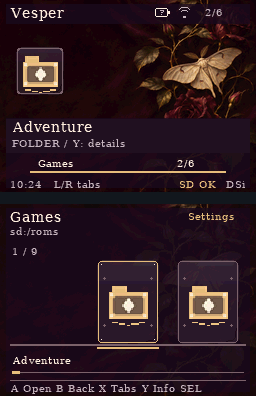 Vesper 2/6
Adventure
FOLDER / Y: details
Games 2/6
10:24 L/R tabs SD OK DSi
Games Settings
sd:/roms
1 / 9
Adventure
A Open B Back X Tabs Y Info SEL